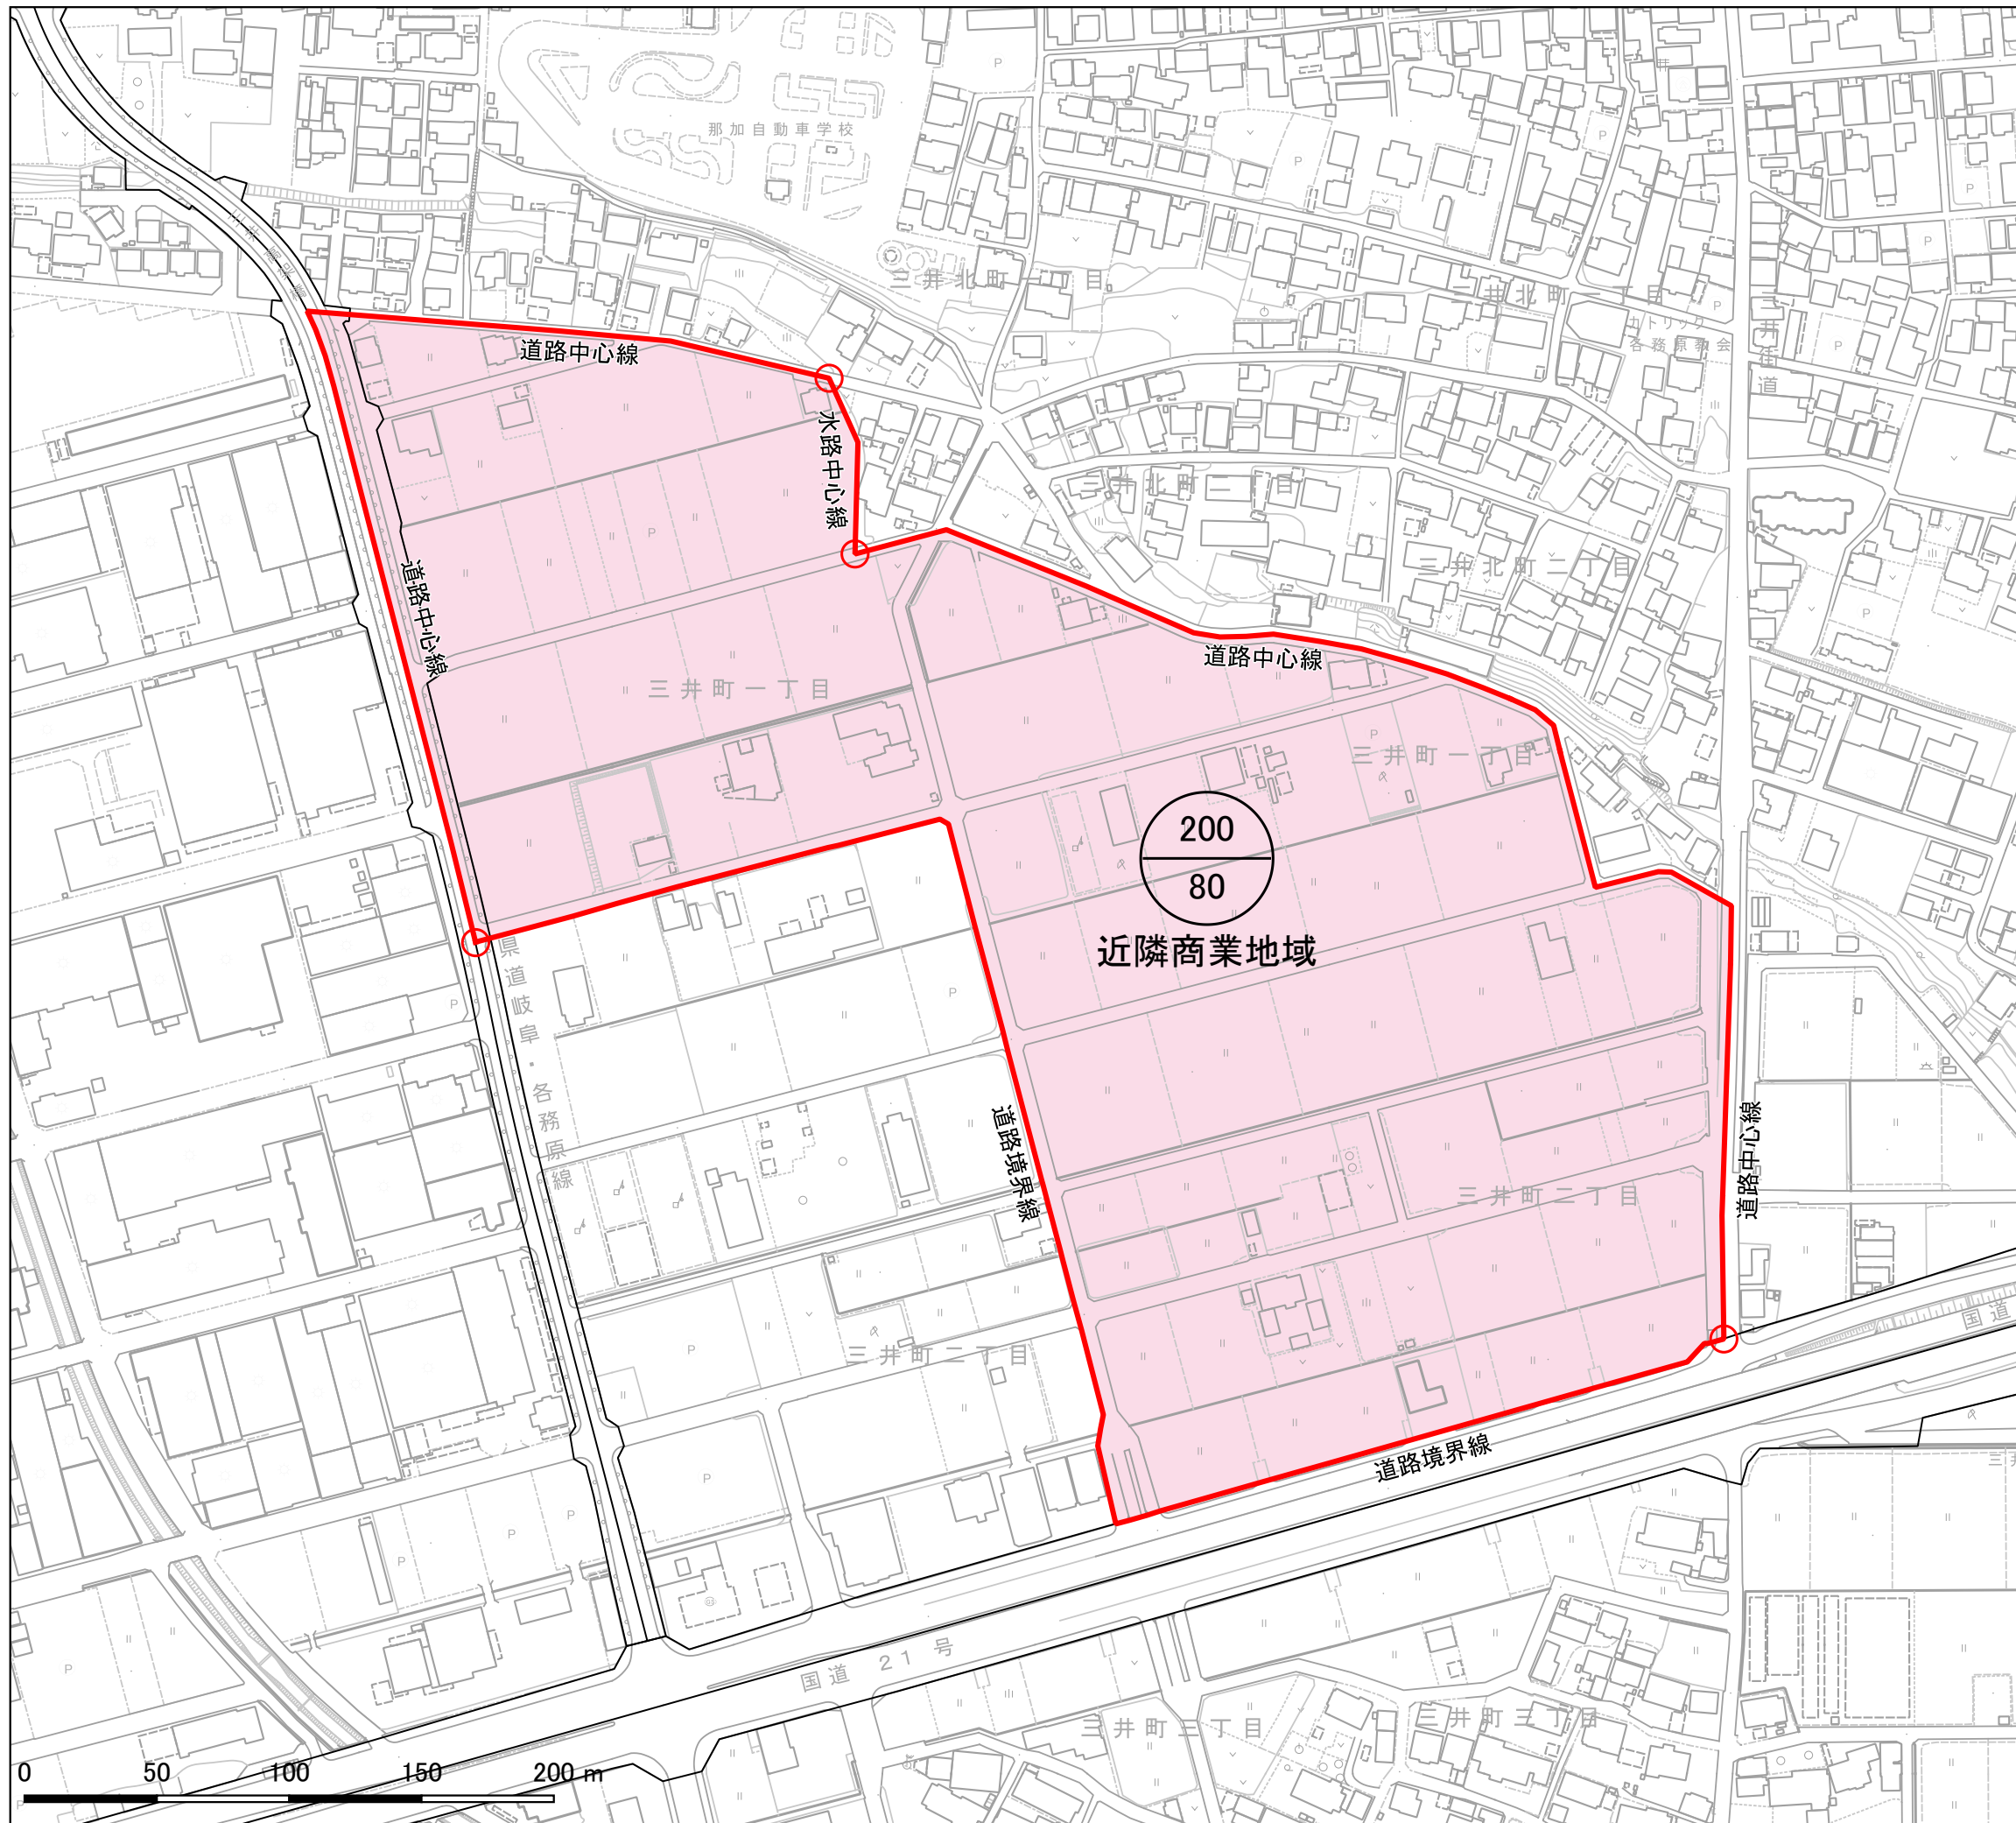 那加自動車学校
三井北町一丁目
三井北町一丁目
カトリック
各務原教会
三井街道
道路中心線
水路中心線
三井北町二丁目
三井北町二丁目
道路中心線
道路中心線
三井町一丁目
三井町一丁目
200
80
近隣商業地域
県道岐阜・各務原線
道路境界線
道路中心線
三井町二丁目
三井町二丁目
国道
道路境界線
国道 21号
三井町三丁目
三井町三丁目
0 50 100 150 200 m